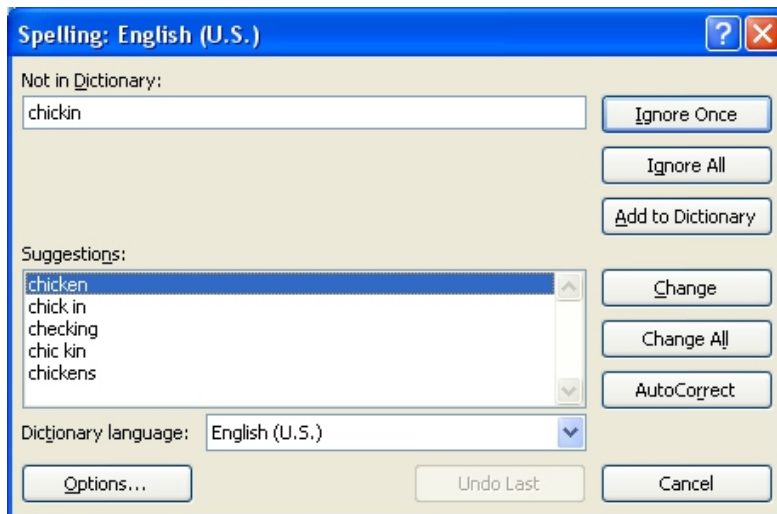 Spelling: English (U.S.)
?
Not in Dictionary:
chickin
Ignore Once
Ignore All
Add to Dictionary
Suggestions:
chicken
chick in
checking
chic kin
chickens
Change
Change All
AutoCorrect
Dictionary language:
English (U.S.)
Options...
Undo Last
Cancel